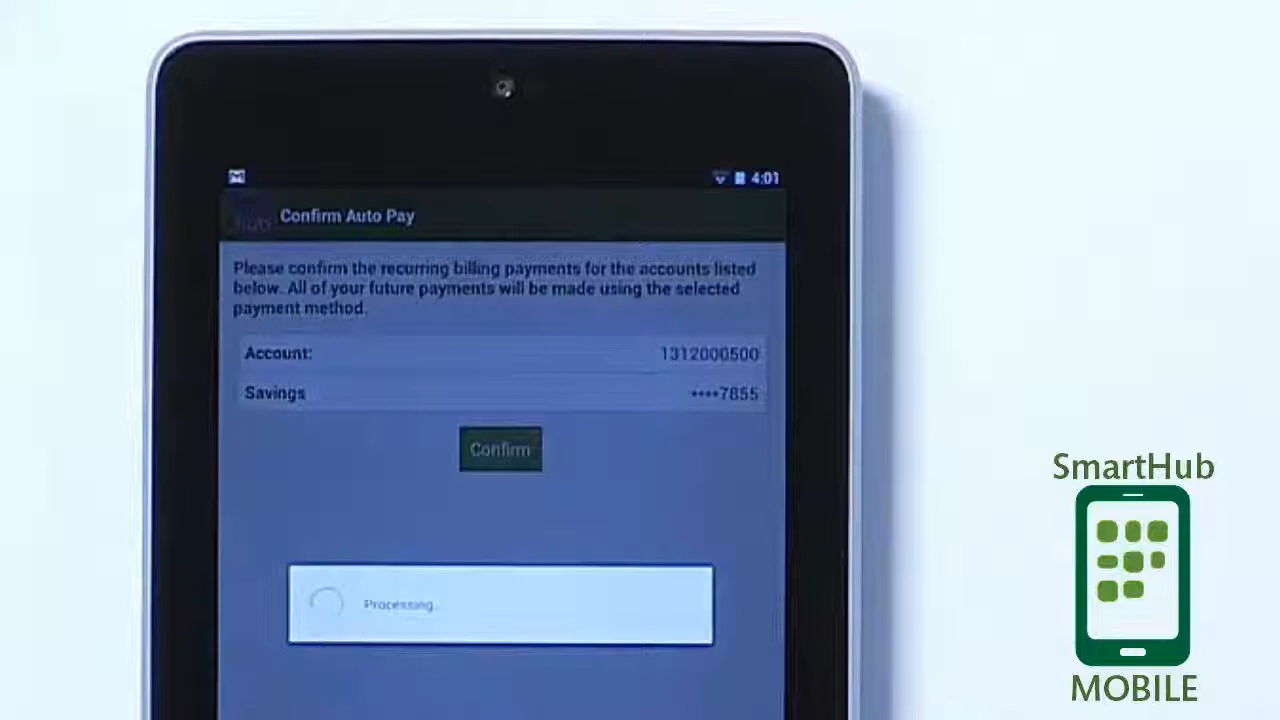 4:01
Confirm Auto Pay
Please confirm the recurring billing payments for the accounts listed
below. All of your future payments will be made using the selected
payment method.
Account: 1312000500
Savings ••••7855
Confirm
Processing
SmartHub
MOBILE